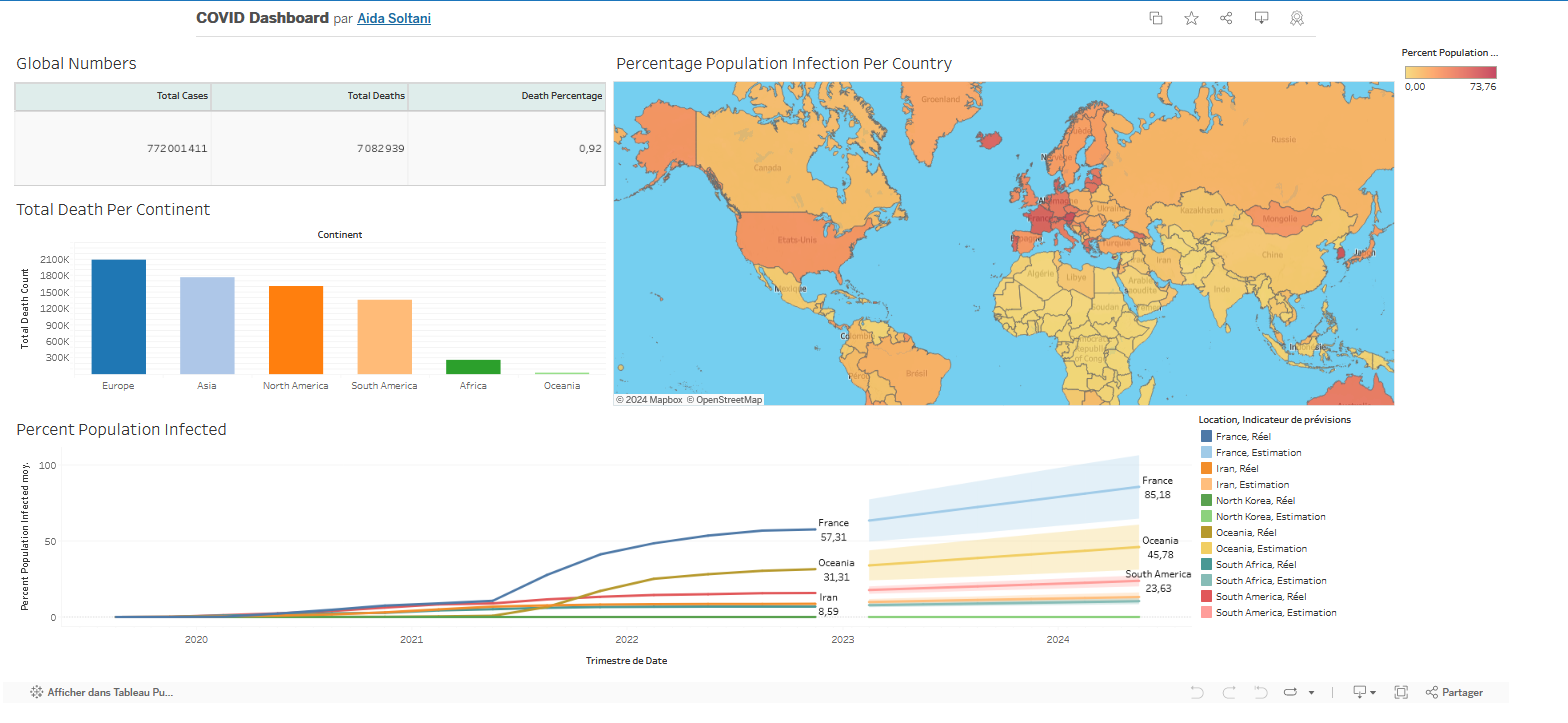 COVID Dashboard par Aida Soltani
Global Numbers
Total Cases Total Deaths Death Percentage
772 001 411 7 082 939 0,92
Total Death Per Continent
Continent
Total Death Count
2100K
1800K
1500K
1200K
900K
600K
300K
Europe Asia North America South America Africa Oceania
Percentage Population Infection Per Country
Groenland
Russie
Canada
Ukraine
Kazakhstan
Mongolie
France
Espagne
États-Unis
Turquie
Chine
Japon
Algérie
Libye
Iran
Inde
Mexique
Soudan
Brésil
Indonésie
© 2024 Mapbox © OpenStreetMap
Percent Population ...
0,00 73,76
Percent Population Infected
Percent Population Infected moy.
100
50
0
France
57,31
Oceania
31,31
Iran
8,59
France
85,18
Oceania
45,78
South America
23,63
2020 2021 2022 2023 2024
Trimestre de Date
Location, Indicateur de prévisions
France, Réel
France, Estimation
Iran, Réel
Iran, Estimation
North Korea, Réel
North Korea, Estimation
Oceania, Réel
Oceania, Estimation
South Africa, Réel
South Africa, Estimation
South America, Réel
South America, Estimation
Afficher dans Tableau Pu...
Partager